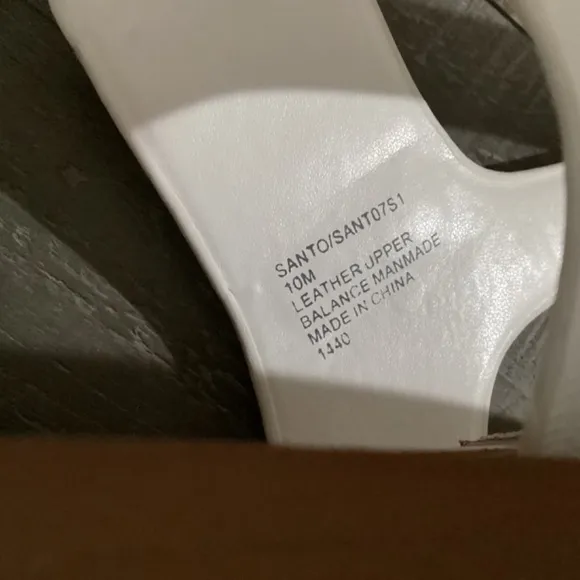 SANTO/SANT07S1
10M
LEATHER UPPER
BALANCE MANMADE
MADE IN CHINA
1440